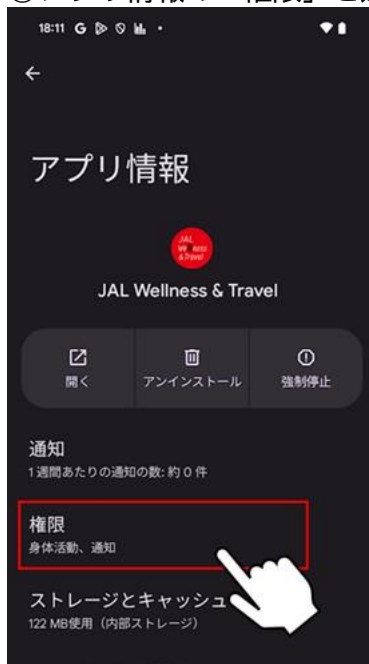 18:11
アプリ情報
JAL
Wellness
& Travel
JAL Wellness & Travel
開く
アンインストール
強制停止
通知
1週間あたりの通知の数: 約 0 件
権限
身体活動、通知
ストレージとキャッシュ
122 MB使用（内部ストレージ）